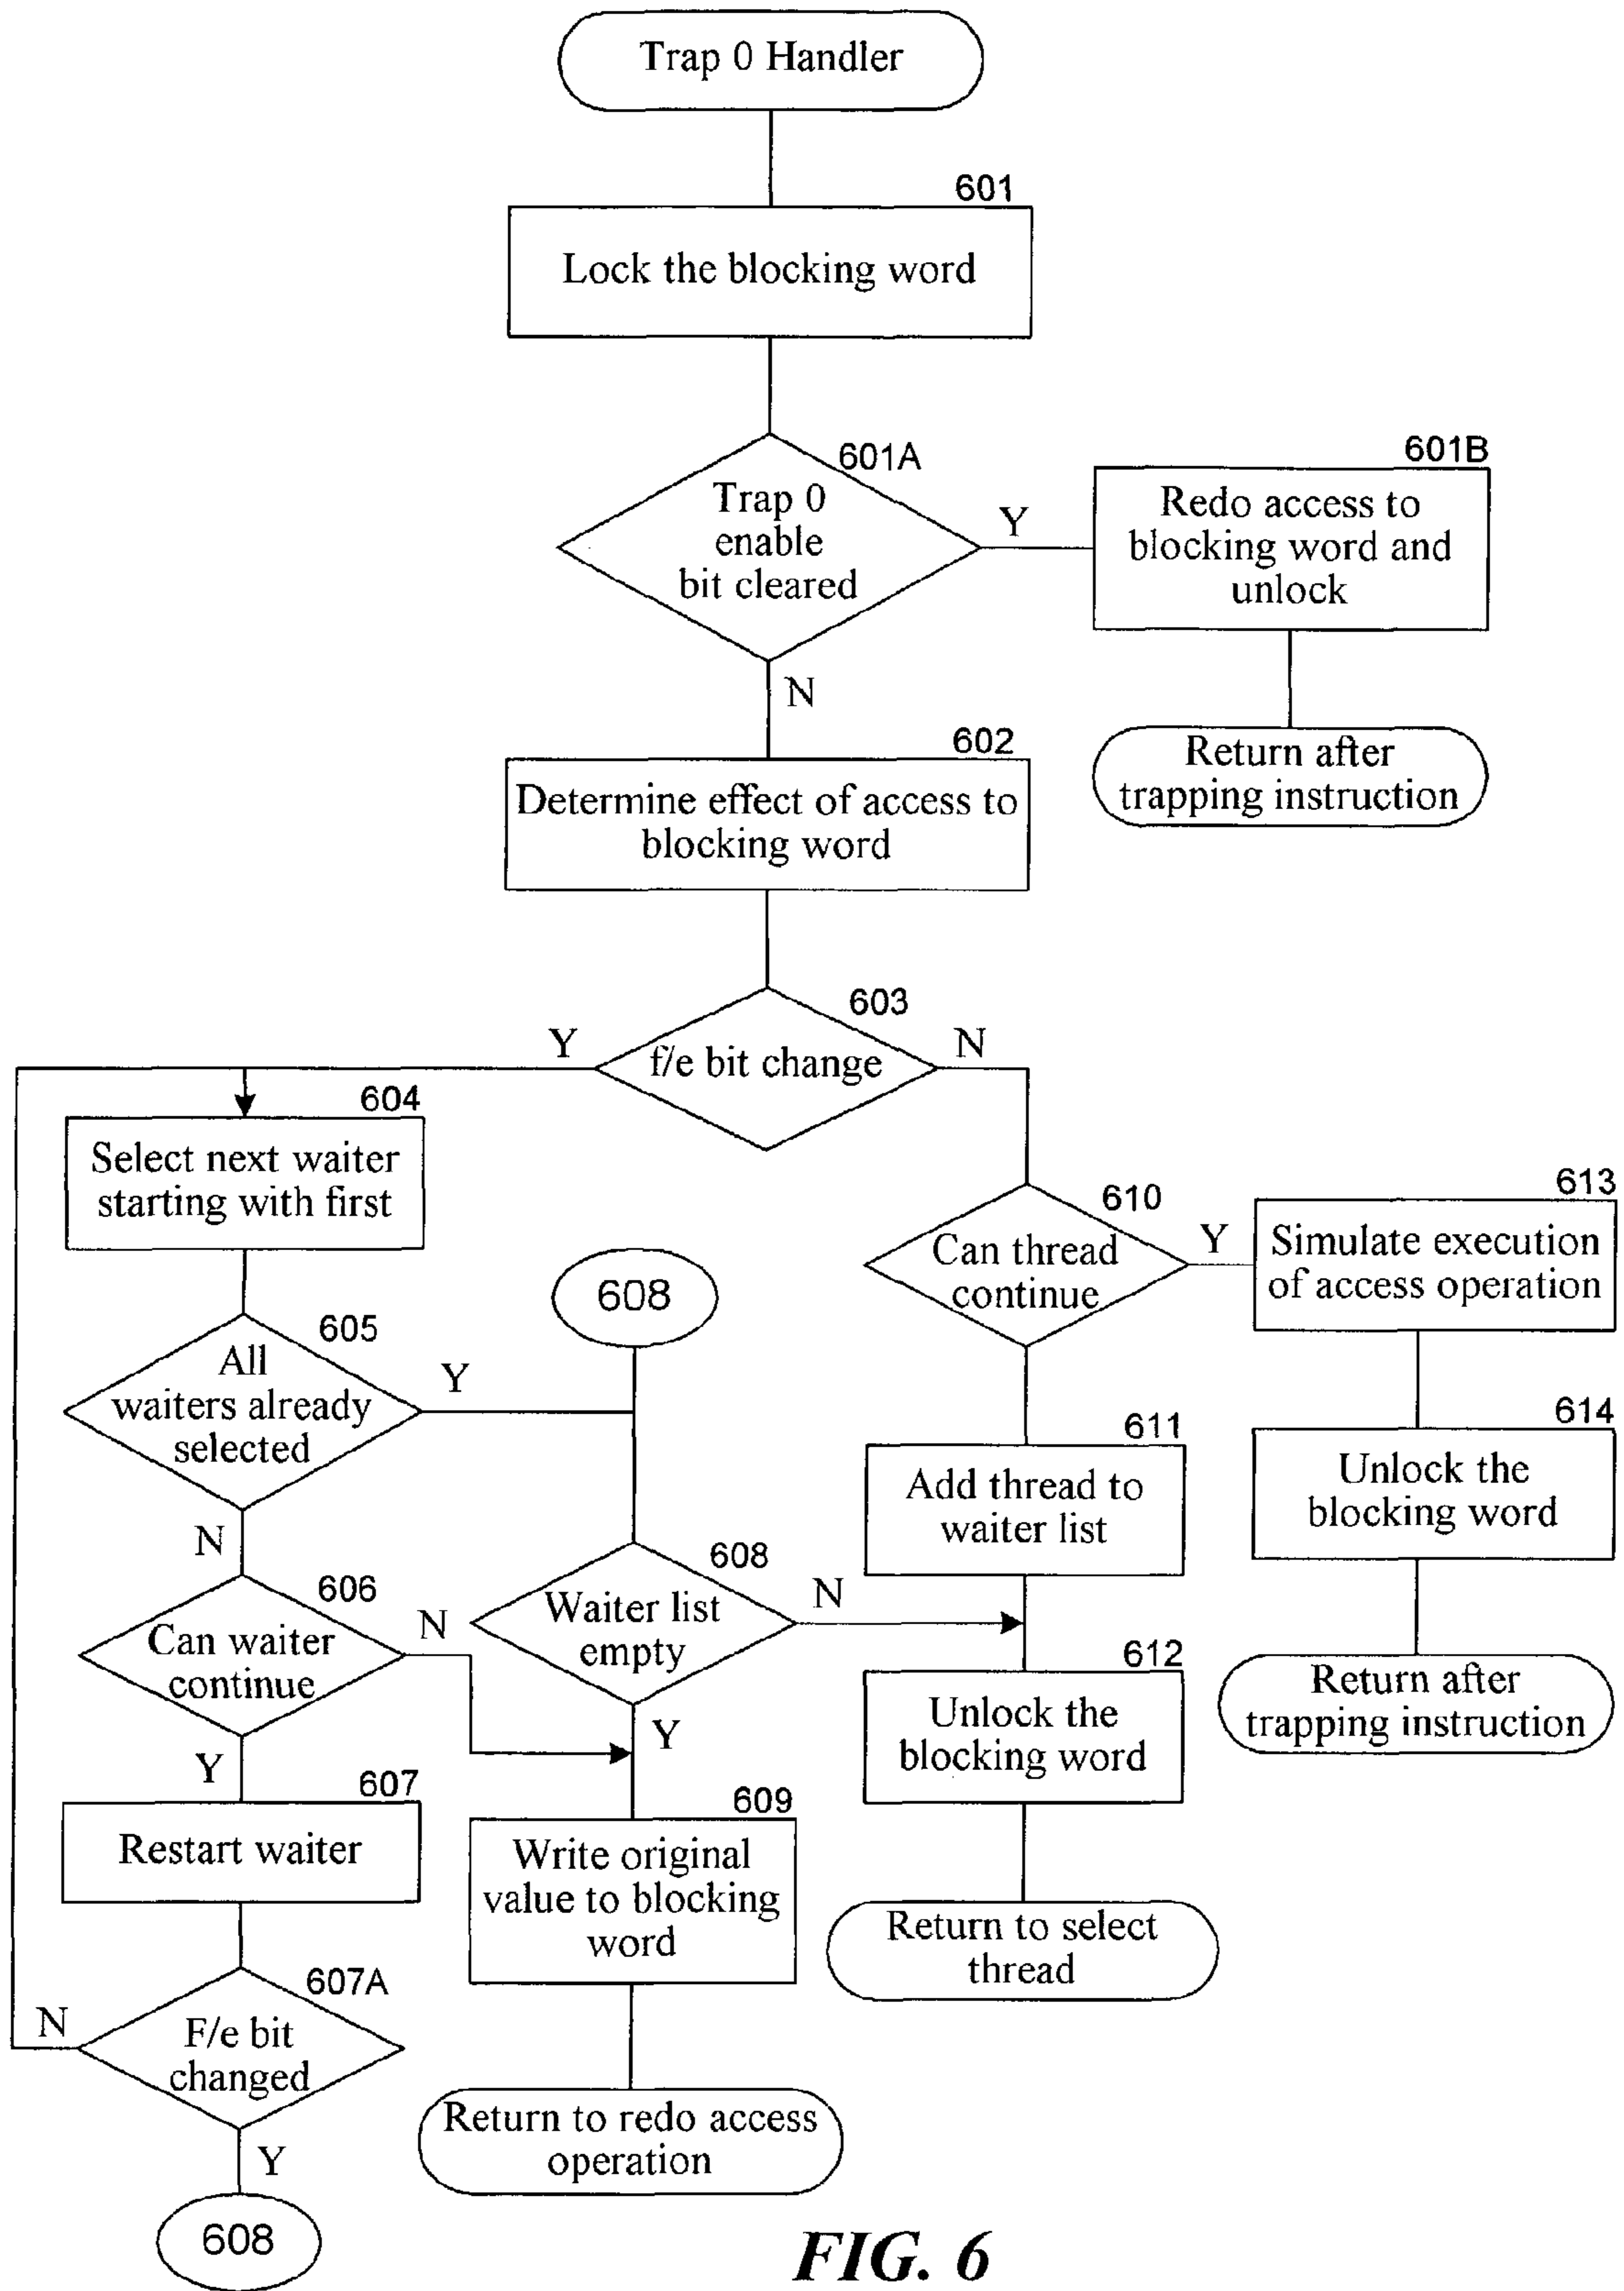 Trap 0 Handler
601
Lock the blocking word
601A
Trap 0
enable
bit cleared
Y
N
601B
Redo access to
blocking word and
unlock
Return after
trapping instruction
602
Determine effect of access to
blocking word
603
f/e bit change
Y
N
604
Select next waiter
starting with first
605
All
waiters already
selected
Y
N
606
Can waiter
continue
N
Y
607
Restart waiter
607A
F/e bit
changed
N
Y
608
608
608
Waiter list
empty
N
Y
609
Write original
value to blocking
word
Return to redo access
operation
610
Can thread
continue
Y
611
Add thread to
waiter list
612
Unlock the
blocking word
Return to select
thread
613
Simulate execution
of access operation
614
Unlock the
blocking word
Return after
trapping instruction
FIG. 6